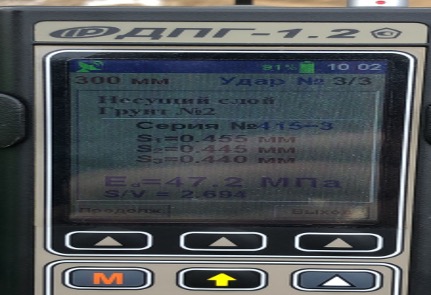 ДПГ-1.2
81% 10 02
300 мм Удар № 3/3
Несущий слой
Грунт №2
Серия №415-3
S₁=0.455 мм
S₂=0.445 мм
S₃=0.440 мм
E=47.2 МПа
S/V = 2.694
Продолж Выход
М